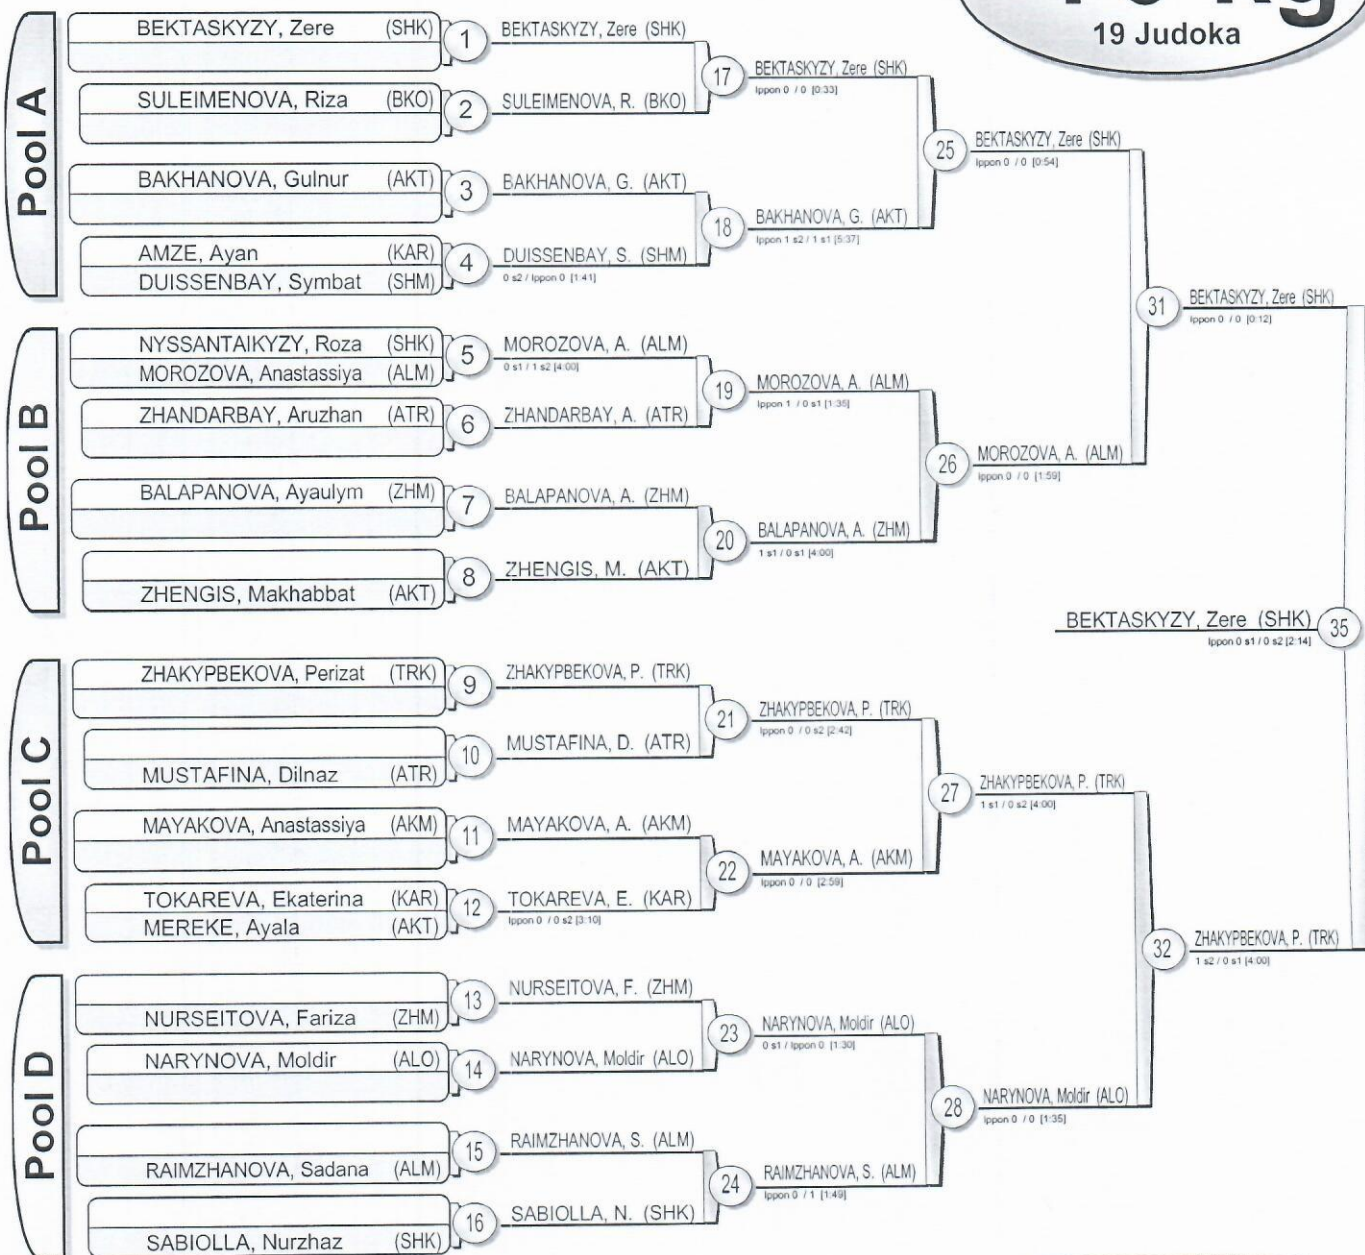 19 Judoka
Pool A
BEKTASKYZY, Zere (SHK) 1
SULEIMENOVA, Riza (BKO) 2
BAKHANOVA, Gulnur (AKT) 3
AMZE, Ayan (KAR) 4
DUISSENBAY, Symbat (SHM)
Pool B
NYSSANTAIKYZY, Roza (SHK) 5
MOROZOVA, Anastassiya (ALM)
ZHANDARBAY, Aruzhan (ATR) 6
BALAPANOVA, Ayaulym (ZHM) 7
ZHENGIS, Makhabbat (AKT) 8
Pool C
ZHAKYPBEKOVA, Perizat (TRK) 9
MUSTAFINA, Dilnaz (ATR) 10
MAYAKOVA, Anastassiya (AKM) 11
TOKAREVA, Ekaterina (KAR) 12
MEREKE, Ayala (AKT)
Pool D
NURSEITOVA, Fariza (ZHM) 13
NARYNOVA, Moldir (ALO) 14
RAIMZHANOVA, Sadana (ALM) 15
SABIOLLA, Nurzhaz (SHK) 16
BEKTASKYZY, Zere (SHK)
SULEIMENOVA, R. (BKO)
17
BAKHANOVA, G. (AKT)
DUISSENBAY, S. (SHM)
0 s2 / Ippon 0 [1:41]
18
MOROZOVA, A. (ALM)
0 s1 / 1 s2 [4:00]
ZHANDARBAY, A. (ATR)
19
BALAPANOVA, A. (ZHM)
ZHENGIS, M. (AKT)
20
ZHAKYPBEKOVA, P. (TRK)
MUSTAFINA, D. (ATR)
21
MAYAKOVA, A. (AKM)
TOKAREVA, E. (KAR)
Ippon 0 / 0 s2 [3:10]
22
NURSEITOVA, F. (ZHM)
NARYNOVA, Moldir (ALO)
23
RAIMZHANOVA, S. (ALM)
SABIOLLA, N. (SHK)
24
BEKTASKYZY, Zere (SHK)
Ippon 0 / 0 [0:33]
BAKHANOVA, G. (AKT)
Ippon 1 s2 / 1 s1 [5:37]
25
MOROZOVA, A. (ALM)
Ippon 1 / 0 s1 [1:35]
BALAPANOVA, A. (ZHM)
1 s1 / 0 s1 [4:00]
26
ZHAKYPBEKOVA, P. (TRK)
Ippon 0 / 0 s2 [2:42]
MAYAKOVA, A. (AKM)
Ippon 0 / 0 [2:59]
27
NARYNOVA, Moldir (ALO)
0 s1 / Ippon 0 [1:30]
RAIMZHANOVA, S. (ALM)
Ippon 0 / 1 [1:49]
28
BEKTASKYZY, Zere (SHK)
Ippon 0 / 0 [0:54]
MOROZOVA, A. (ALM)
Ippon 0 / 0 [1:59]
31
ZHAKYPBEKOVA, P. (TRK)
1 s1 / 0 s2 [4:00]
NARYNOVA, Moldir (ALO)
Ippon 0 / 0 [1:35]
32
BEKTASKYZY, Zere (SHK)
Ippon 0 / 0 [0:12]
ZHAKYPBEKOVA, P. (TRK)
1 s2 / 0 s1 [4:00]
BEKTASKYZY, Zere (SHK) 35
Ippon 0 s1 / 0 s2 [2:14]